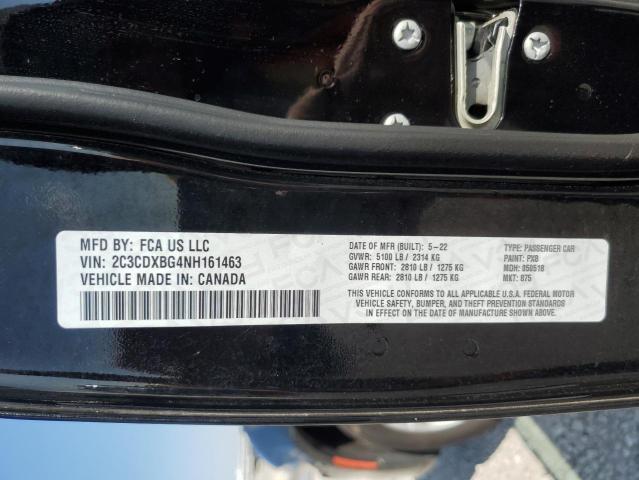 MFD BY: FCA US LLC
VIN: 2C3CDXBG4NH161463
VEHICLE MADE IN: CANADA
DATE OF MFR (BUILT): 5-22
GVWR: 5100 LB / 2314 KG
GAWR FRONT: 2810 LB / 1275 KG
GAWR REAR: 2810 LB / 1275 KG
TYPE: PASSENGER CAR
PAINT: PXB
MDH: 050518
MKT: 875
THIS VEHICLE CONFORMS TO ALL APPLICABLE U.S.A. FEDERAL MOTOR
VEHICLE SAFETY, BUMPER, AND THEFT PREVENTION STANDARDS
IN EFFECT ON THE DATE OF MANUFACTURE SHOWN ABOVE.